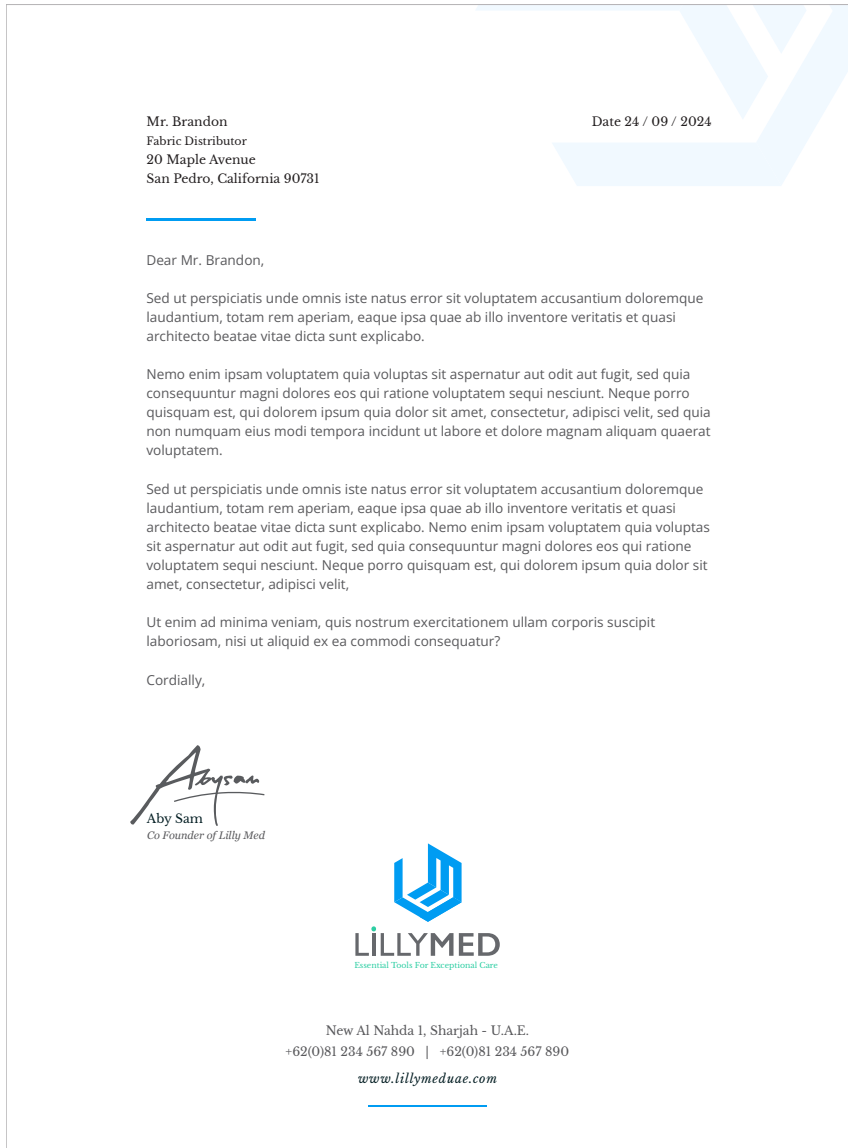 Mr. Brandon
Date 24 / 09 / 2024
Fabric Distributor
20 Maple Avenue
San Pedro, California 90731
Dear Mr. Brandon,
Sed ut perspiciatis unde omnis iste natus error sit voluptatem accusantium doloremque
laudantium, totam rem aperiam, eaque ipsa quae ab illo inventore veritatis et quasi
architecto beatae vitae dicta sunt explicabo.
Nemo enim ipsam voluptatem quia voluptas sit aspernatur aut odit aut fugit, sed quia
consequuntur magni dolores eos qui ratione voluptatem sequi nesciunt. Neque porro
quisquam est, qui dolorem ipsum quia dolor sit amet, consectetur, adipisci velit, sed quia
non numquam eius modi tempora incidunt ut labore et dolore magnam aliquam quaerat
voluptatem.
Sed ut perspiciatis unde omnis iste natus error sit voluptatem accusantium doloremque
laudantium, totam rem aperiam, eaque ipsa quae ab illo inventore veritatis et quasi
architecto beatae vitae dicta sunt explicabo. Nemo enim ipsam voluptatem quia voluptas
sit aspernatur aut odit aut fugit, sed quia consequuntur magni dolores eos qui ratione
voluptatem sequi nesciunt. Neque porro quisquam est, qui dolorem ipsum quia dolor sit
amet, consectetur, adipisci velit,
Ut enim ad minima veniam, quis nostrum exercitationem ullam corporis suscipit
laboriosam, nisi ut aliquid ex ea commodi consequatur?
Cordially,
Abysam
Aby Sam
Co Founder of Lilly Med
LiLLYMED
Essential Tools For Exceptional Care
New Al Nahda 1, Sharjah - U.A.E.
+62(0)81 234 567 890 | +62(0)81 234 567 890
www.lillymeduae.com